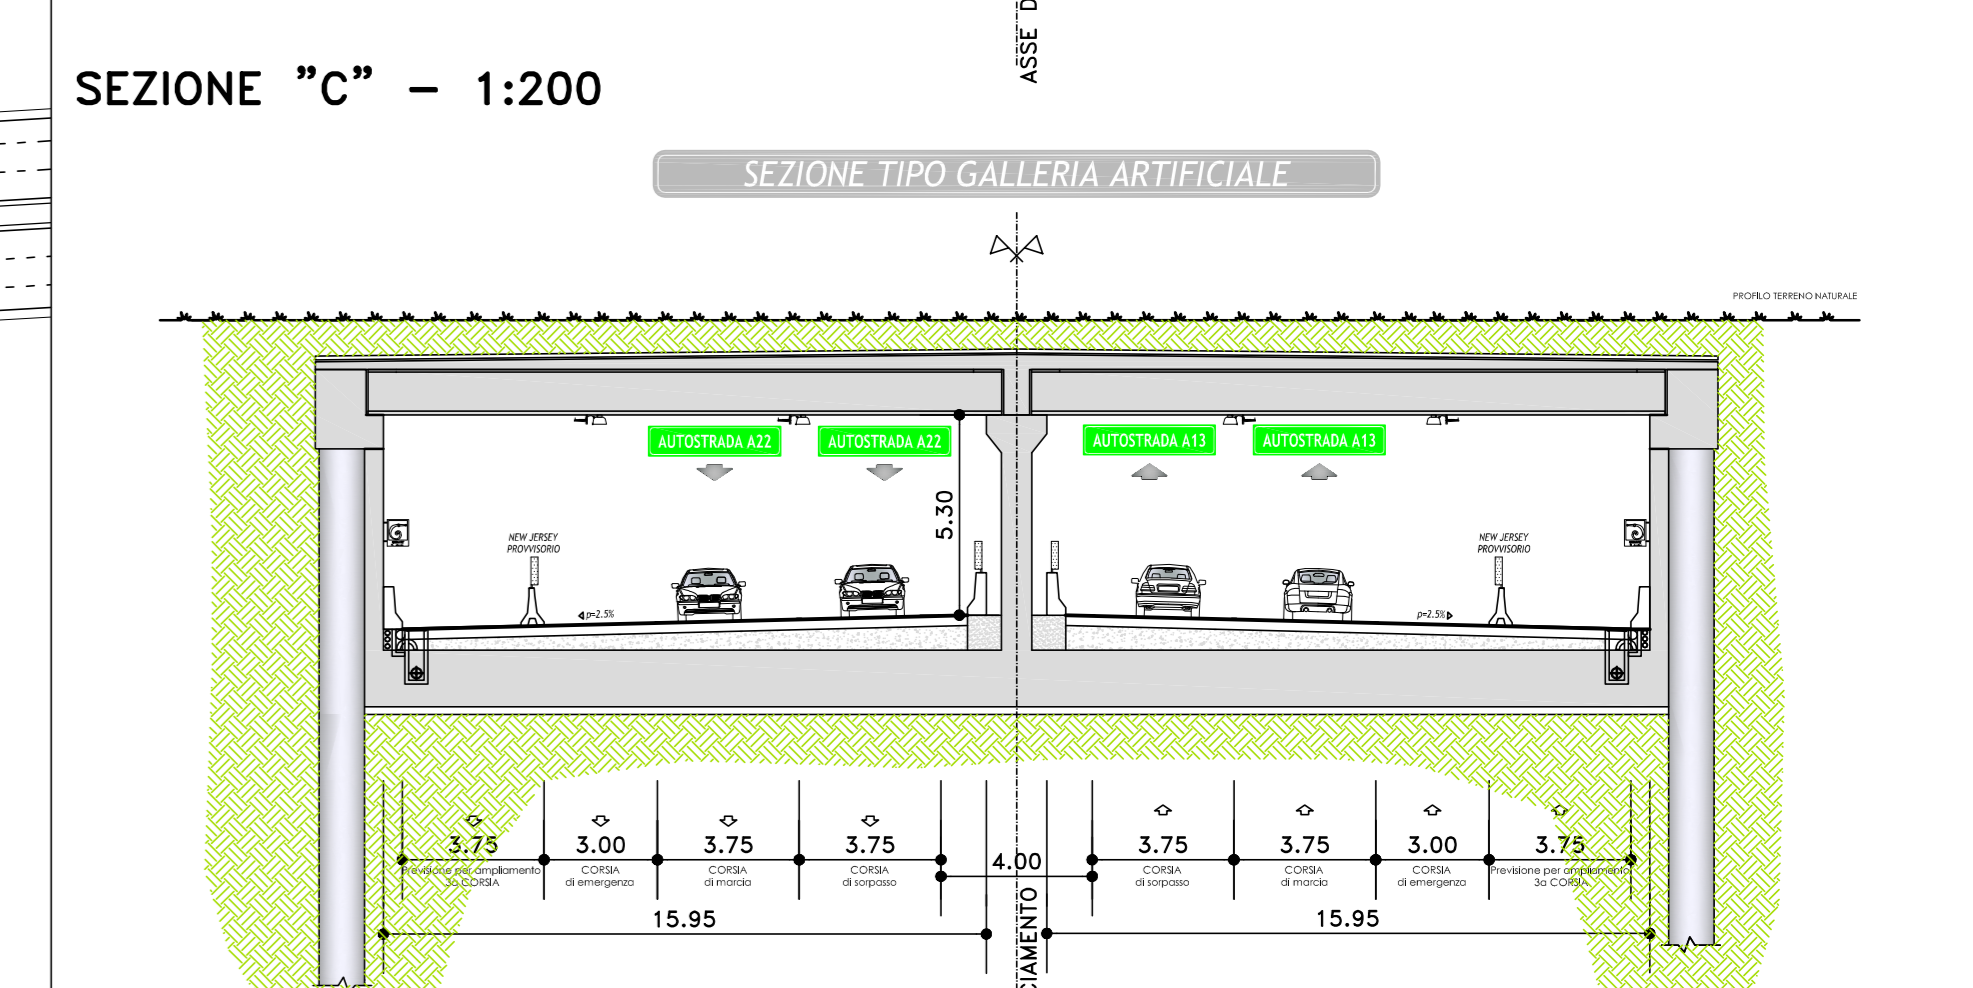 ASSE D
SEZIONE "C" – 1:200
SEZIONE TIPO GALLERIA ARTIFICIALE
PROFILO TERRENO NATURALE
AUTOSTRADA A22
AUTOSTRADA A22
AUTOSTRADA A13
AUTOSTRADA A13
5.30
NEW JERSEY
PROVVISORIO
NEW JERSEY
PROVVISORIO
p=2.5%
p=2.5%
3.75
3.00
3.75
3.75
4.00
3.75
3.75
3.00
3.75
Previsione per ampliamento
3a CORSIA
CORSIA
di emergenza
CORSIA
di marcia
CORSIA
di sorpasso
CORSIA
di sorpasso
CORSIA
di marcia
CORSIA
di emergenza
Previsione per ampliamento
3a CORSIA
15.95
15.95
CIAMENTO